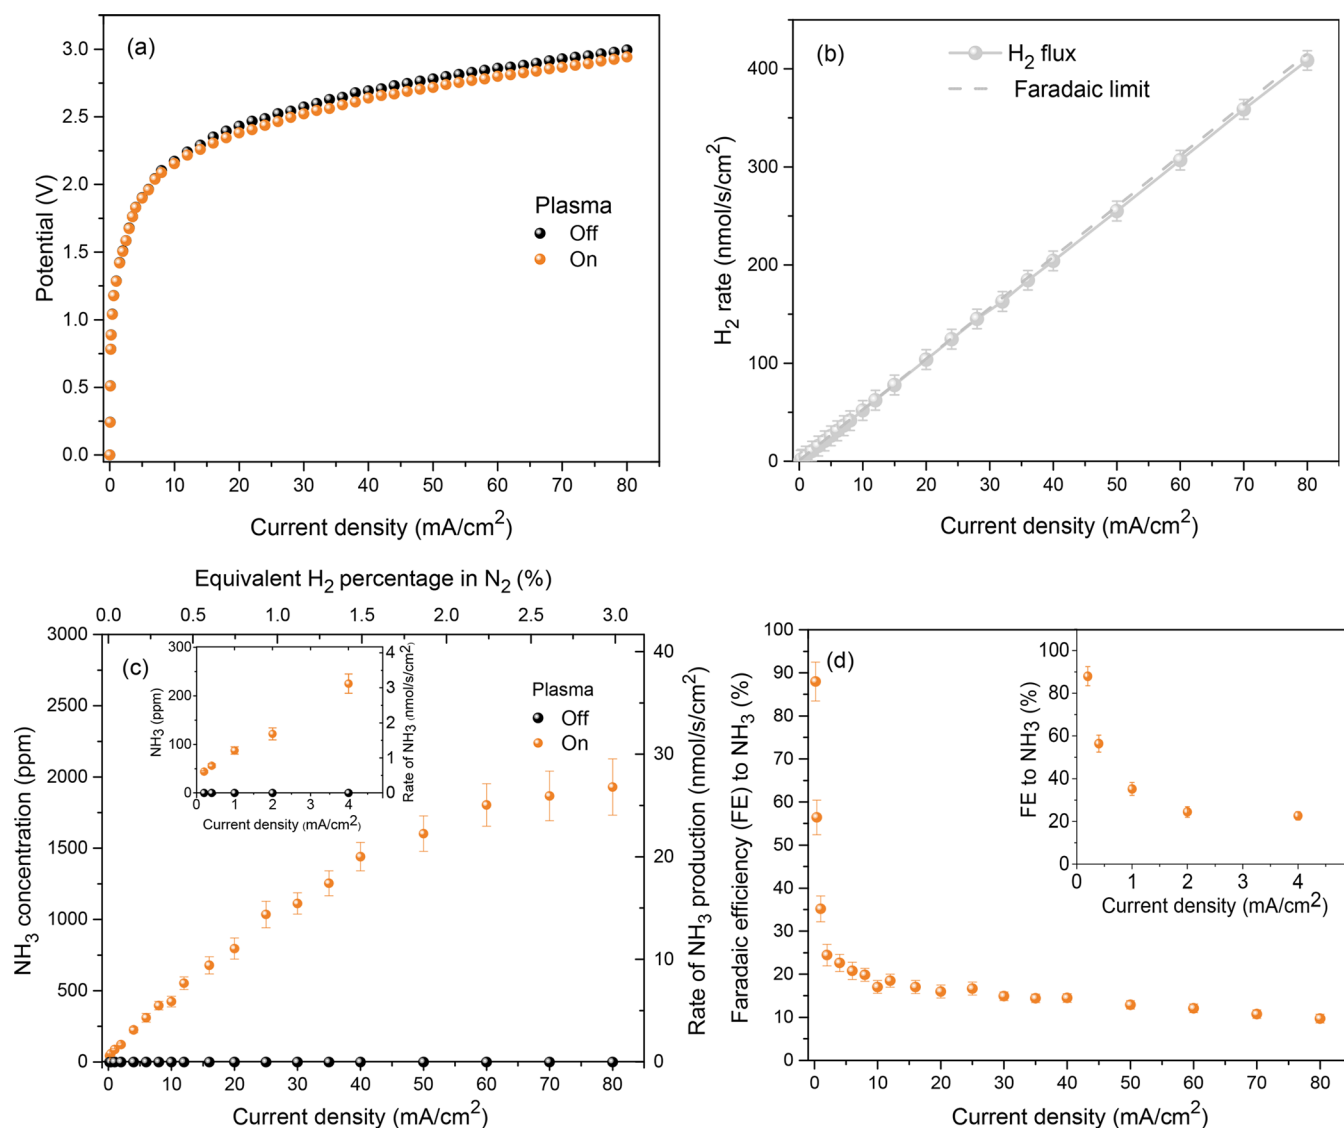 (a)
3.0
2.5
2.0
1.5
1.0
0.5
0.0
Potential (V)
Plasma
Off
On
0 10 20 30 40 50 60 70 80
Current density (mA/cm²)
(b)
H₂ flux
Faradaic limit
400
300
200
100
0
H₂ rate (nmol/s/cm²)
0 10 20 30 40 50 60 70 80
Current density (mA/cm²)
Equivalent H₂ percentage in N₂ (%)
0.0 0.5 1.0 1.5 2.0 2.5 3.0
(c)
3000
2500
2000
1500
1000
500
0
NH₃ concentration (ppm)
40
30
20
10
0
Rate of NH₃ production (nmol/s/cm²)
Plasma
Off
On
300
200
100
0
NH₃ (ppm)
4
3
2
1
0
Rate of NH₃ (nmol/s/cm²)
0 1 2 3 4
Current density (mA/cm²)
0 10 20 30 40 50 60 70 80
Current density (mA/cm²)
(d)
100
90
80
70
60
50
40
30
20
10
0
Faradaic efficiency (FE) to NH₃ (%)
100
80
60
40
20
0
FE to NH₃ (%)
0 1 2 3 4
Current density (mA/cm²)
0 10 20 30 40 50 60 70 80
Current density (mA/cm²)